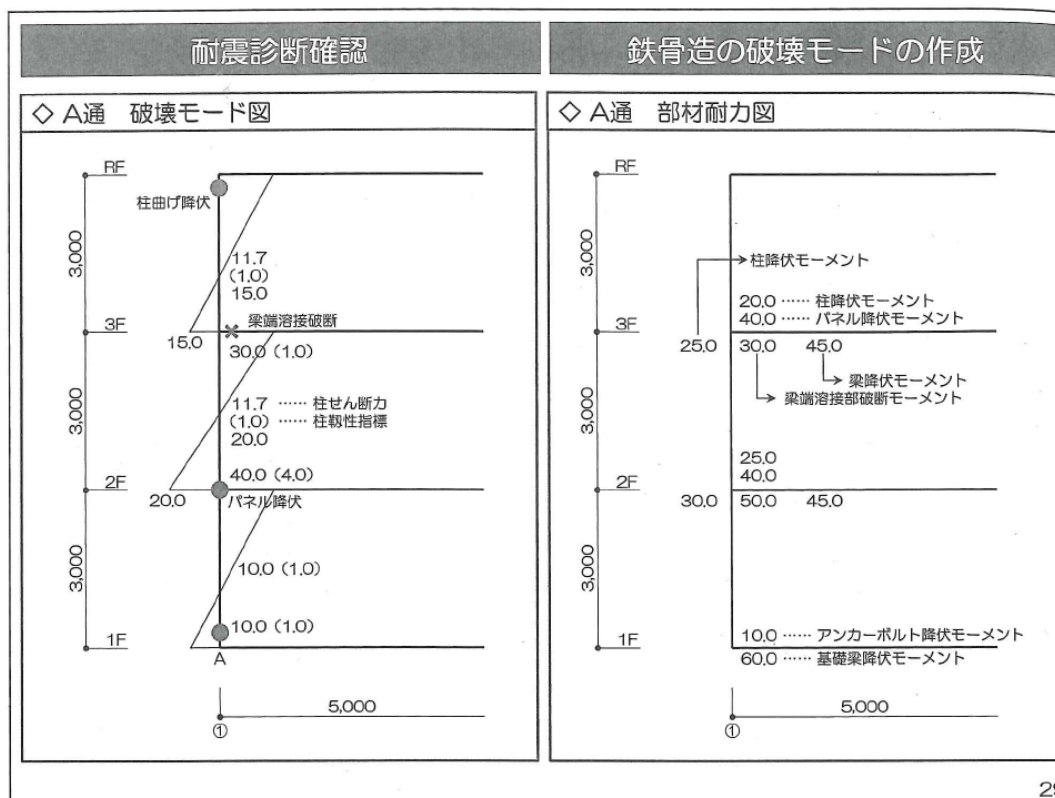 耐震診断確認
◇ A通 破壊モード図
RF
柱曲げ降伏
3,000
11.7
(1.0)
15.0
梁端溶接破断
3F
15.0
30.0 (1.0)
3,000
11.7 …… 柱せん断力
(1.0) …… 柱靱性指標
20.0
40.0 (4.0)
2F
20.0
パネル降伏
3,000
10.0 (1.0)
10.0 (1.0)
1F
A
5,000
①
鉄骨造の破壊モードの作成
◇ A通 部材耐力図
RF
3,000
柱降伏モーメント
20.0 …… 柱降伏モーメント
40.0 …… パネル降伏モーメント
3F
25.0 30.0 45.0
梁降伏モーメント
梁端溶接部破断モーメント
3,000
25.0
40.0
2F
30.0 50.0 45.0
3,000
10.0 …… アンカーボルト降伏モーメント
1F
60.0 …… 基礎梁降伏モーメント
5,000
①